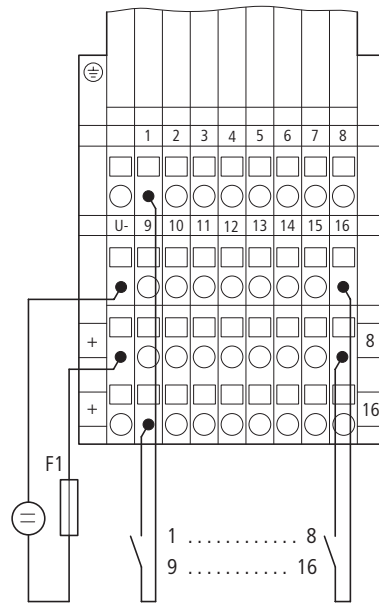 1 2 3 4 5 6 7 8
U- 9 10 11 12 13 14 15 16
+ 8
+ 16
F1
1 ............ 8
9 ............ 16